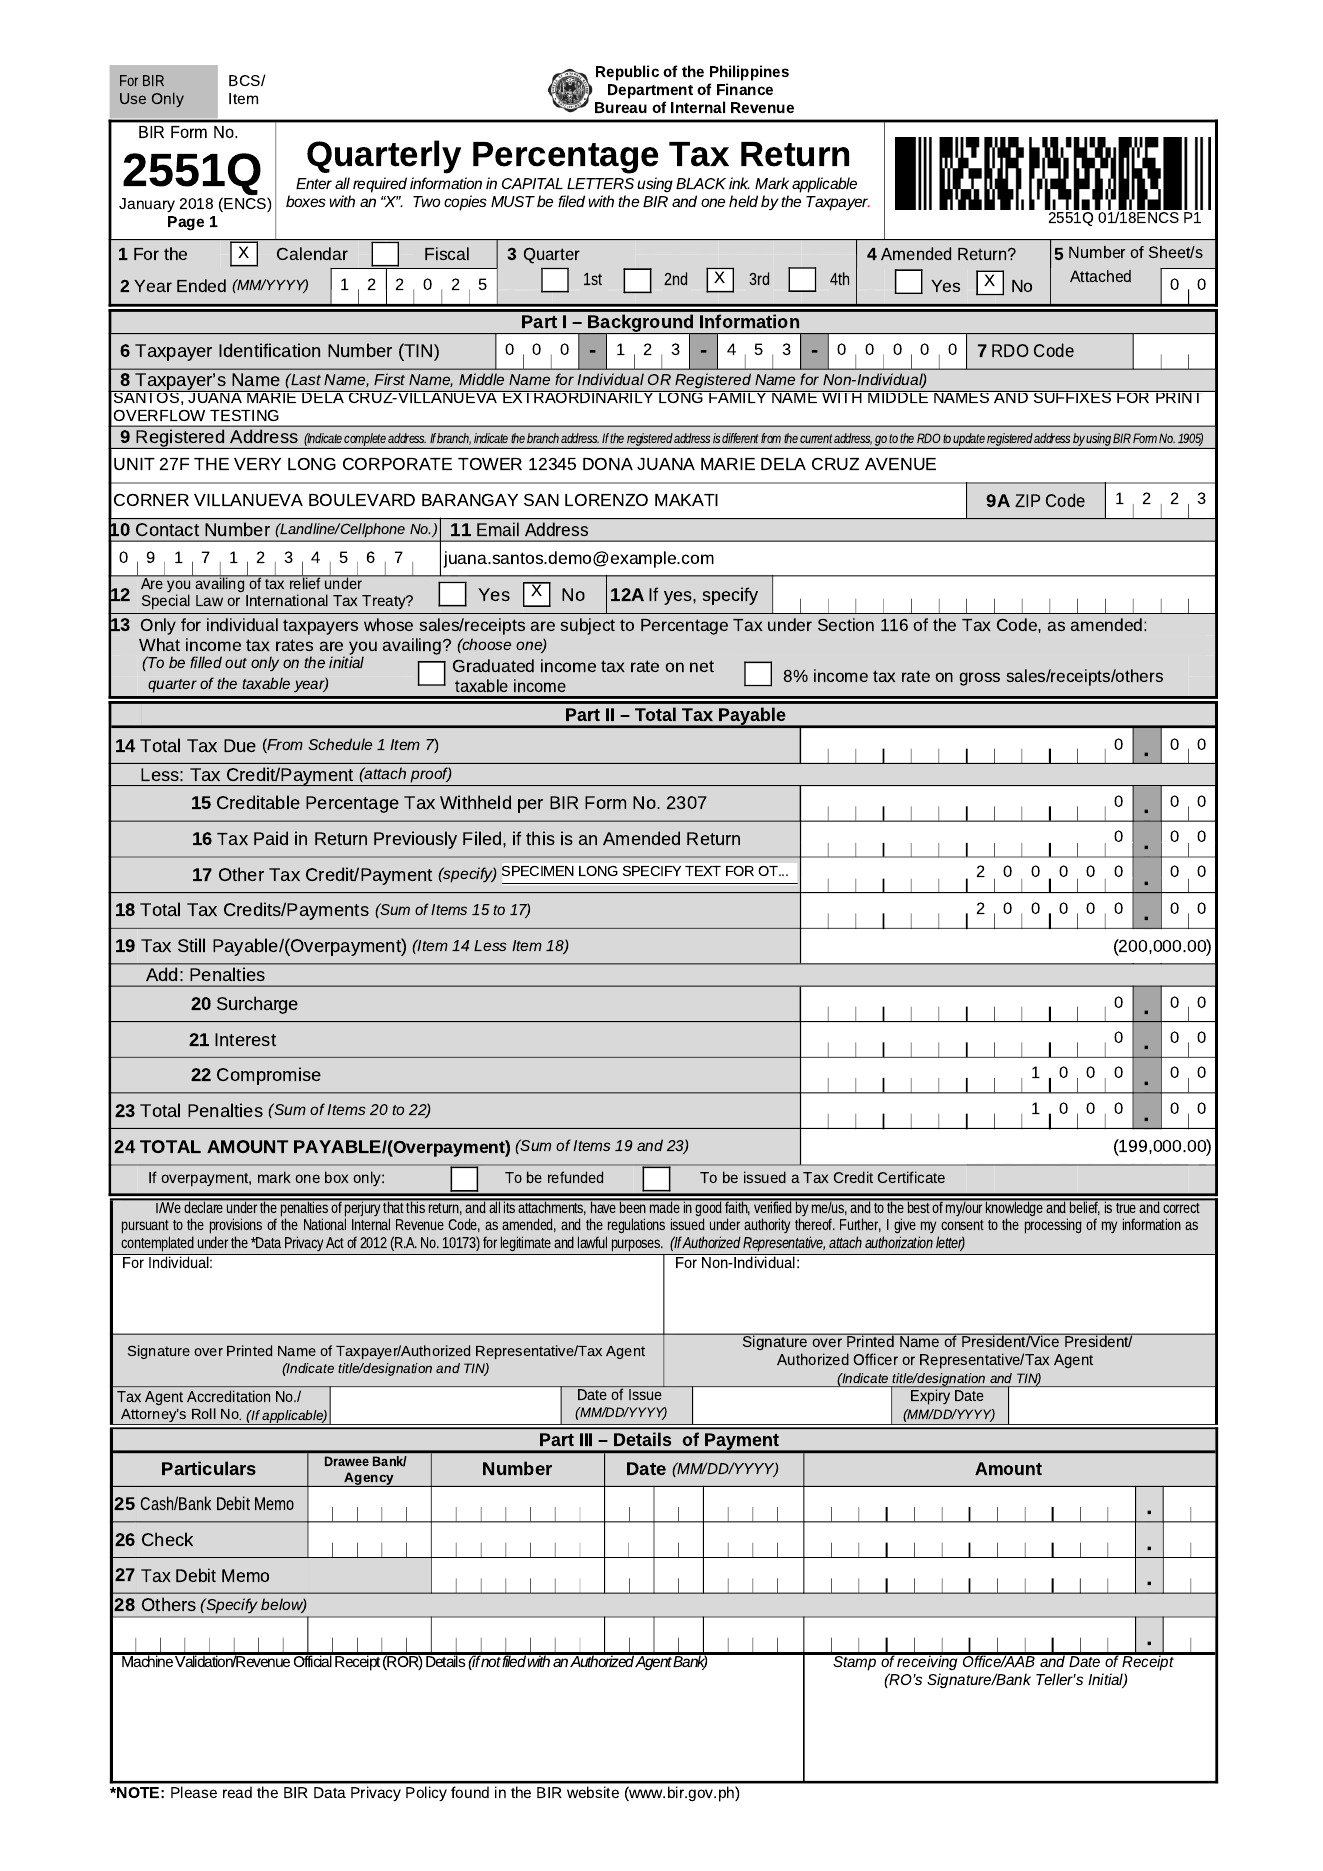 For BIR Use Only
BCS/ Item
Republic of the Philippines
Department of Finance
Bureau of Internal Revenue
BIR Form No.
2551Q
January 2018 (ENCS)
Page 1
Quarterly Percentage Tax Return
Enter all required information in CAPITAL LETTERS using BLACK ink. Mark applicable
boxes with an “X”. Two copies MUST be filed with the BIR and one held by the Taxpayer.
2551Q 01/18ENCS P1
1 For the X Calendar Fiscal
2 Year Ended (MM/YYYY) 1 2 2 0 2 5
3 Quarter
1st 2nd X 3rd 4th
4 Amended Return?
Yes X No
5 Number of Sheet/s
Attached 0 0
Part I – Background Information
6 Taxpayer Identification Number (TIN) 0 0 0 - 1 2 3 - 4 5 3 - 0 0 0 0 0 7 RDO Code
8 Taxpayer’s Name (Last Name, First Name, Middle Name for Individual OR Registered Name for Non-Individual)
SANTOS, JUANA MARIE DELA CRUZ-VILLANUEVA EXTRAORDINARILY LONG FAMILY NAME WITH MIDDLE NAMES AND SUFFIXES FOR PRINT
OVERFLOW TESTING
9 Registered Address (Indicate complete address. If branch, indicate the branch address. If the registered address is different from the current address, go to the RDO to update registered address by using BIR Form No. 1905)
UNIT 27F THE VERY LONG CORPORATE TOWER 12345 DONA JUANA MARIE DELA CRUZ AVENUE
CORNER VILLANUEVA BOULEVARD BARANGAY SAN LORENZO MAKATI 9A ZIP Code 1 2 2 3
10 Contact Number (Landline/Cellphone No.) 11 Email Address
0 9 1 7 1 2 3 4 5 6 7 juana.santos.demo@example.com
12 Are you availing of tax relief under
Special Law or International Tax Treaty? Yes X No 12A If yes, specify
13 Only for individual taxpayers whose sales/receipts are subject to Percentage Tax under Section 116 of the Tax Code, as amended:
What income tax rates are you availing? (choose one)
(To be filled out only on the initial
quarter of the taxable year)
Graduated income tax rate on net
taxable income
8% income tax rate on gross sales/receipts/others
Part II – Total Tax Payable
14 Total Tax Due (From Schedule 1 Item 7) 0 . 0 0
Less: Tax Credit/Payment (attach proof)
15 Creditable Percentage Tax Withheld per BIR Form No. 2307 0 . 0 0
16 Tax Paid in Return Previously Filed, if this is an Amended Return 0 . 0 0
17 Other Tax Credit/Payment (specify) SPECIMEN LONG SPECIFY TEXT FOR OT... 2 0 0 0 0 0 . 0 0
18 Total Tax Credits/Payments (Sum of Items 15 to 17) 2 0 0 0 0 0 . 0 0
19 Tax Still Payable/(Overpayment) (Item 14 Less Item 18) (200,000.00)
Add: Penalties
20 Surcharge 0 . 0 0
21 Interest 0 . 0 0
22 Compromise 1 0 0 0 . 0 0
23 Total Penalties (Sum of Items 20 to 22) 1 0 0 0 . 0 0
24 TOTAL AMOUNT PAYABLE/(Overpayment) (Sum of Items 19 and 23) (199,000.00)
If overpayment, mark one box only: To be refunded To be issued a Tax Credit Certificate
I/We declare under the penalties of perjury that this return, and all its attachments, have been made in good faith, verified by me/us, and to the best of my/our knowledge and belief, is true and correct
pursuant to the provisions of the National Internal Revenue Code, as amended, and the regulations issued under authority thereof. Further, I give my consent to the processing of my information as
contemplated under the *Data Privacy Act of 2012 (R.A. No. 10173) for legitimate and lawful purposes. (If Authorized Representative, attach authorization letter)
For Individual: For Non-Individual:
Signature over Printed Name of Taxpayer/Authorized Representative/Tax Agent
(Indicate title/designation and TIN)
Signature over Printed Name of President/Vice President/
Authorized Officer or Representative/Tax Agent
(Indicate title/designation and TIN)
Tax Agent Accreditation No./
Attorney’s Roll No. (If applicable)
Date of Issue
(MM/DD/YYYY)
Expiry Date
(MM/DD/YYYY)
Part III – Details of Payment
Particulars Drawee Bank/ Agency Number Date (MM/DD/YYYY) Amount
25 Cash/Bank Debit Memo .
26 Check .
27 Tax Debit Memo .
28 Others (Specify below)
.
Machine Validation/Revenue Official Receipt (ROR) Details (if not filed with an Authorized Agent Bank)
Stamp of receiving Office/AAB and Date of Receipt
(RO’s Signature/Bank Teller’s Initial)
*NOTE: Please read the BIR Data Privacy Policy found in the BIR website (www.bir.gov.ph)